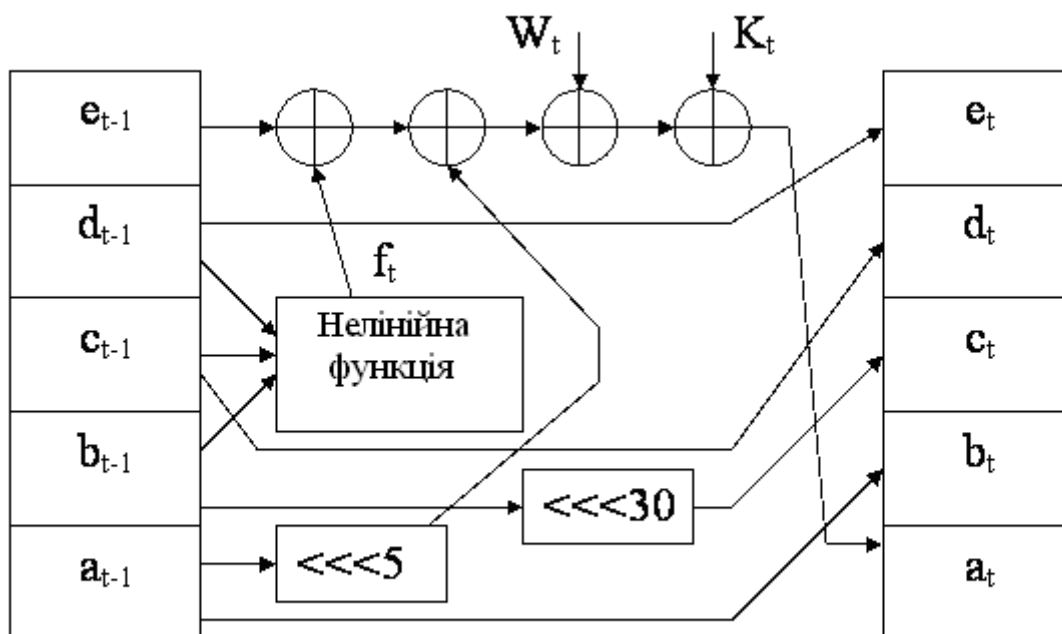 W_t K_t
e_{t-1} e_t
d_{t-1} d_t
f_t
Нелінійна
функція
c_{t-1} c_t
b_{t-1} b_t
<<<30
<<<5
a_{t-1} a_t